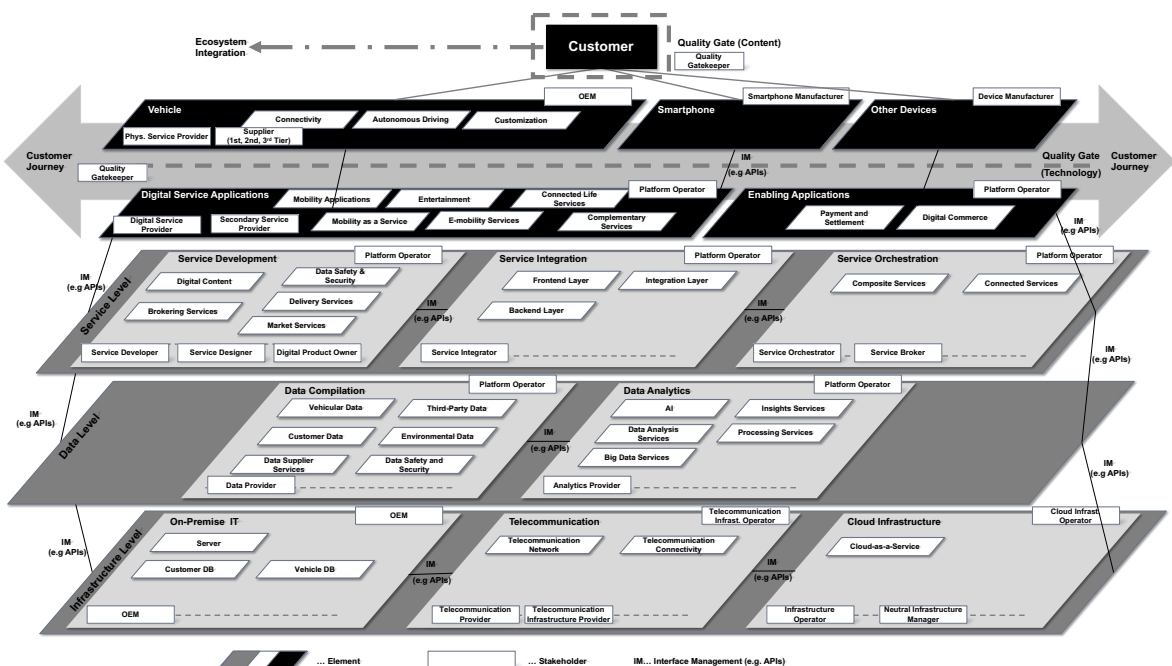 Customer
Ecosystem
Integration
Quality Gate (Content)
Quality
Gatekeeper
Vehicle
OEM
Smartphone
Smartphone Manufacturer
Other Devices
Device Manufacturer
Connectivity
Autonomous Driving
Customization
Phys. Service Provider
Supplier
(1st, 2nd, 3rd Tier)
Customer
Journey
Quality
Gatekeeper
IM
(e.g APIs)
Quality Gate
(Technology)
Customer
Journey
Digital Service Applications
Mobility Applications
Entertainment
Connected Life
Services
Platform Operator
Digital Service
Provider
Secondary Service
Provider
Mobility as a Service
E-mobility Services
Complementary
Services
Enabling Applications
Platform Operator
Payment and
Settlement
Digital Commerce
IM
(e.g APIs)
IM
(e.g APIs)
Service Level
Service Development
Platform Operator
Digital Content
Data Safety &
Security
Brokering Services
Delivery Services
Market Services
Service Developer
Service Designer
Digital Product Owner
IM
(e.g APIs)
Service Integration
Platform Operator
Frontend Layer
Integration Layer
Backend Layer
Service Integrator
IM
(e.g APIs)
Service Orchestration
Platform Operator
Composite Services
Connected Services
Service Orchestrator
Service Broker
IM
(e.g APIs)
IM
(e.g APIs)
Data Level
Data Compilation
Platform Operator
Vehicular Data
Third-Party Data
Customer Data
Environmental Data
Data Supplier
Services
Data Safety and
Security
Data Provider
IM
(e.g APIs)
Data Analytics
Platform Operator
AI
Insights Services
Data Analysis
Services
Processing Services
Big Data Services
Analytics Provider
IM
(e.g APIs)
IM
(e.g APIs)
Infrastructure Level
On-Premise IT
OEM
Server
Customer DB
Vehicle DB
OEM
IM
(e.g APIs)
Telecommunication
Telecommunication
Infrast. Operator
Telecommunication
Network
Telecommunication
Connectivity
Telecommunication
Provider
Telecommunication
Infrastructure Provider
IM
(e.g APIs)
Cloud Infrastructure
Cloud Infrast.
Operator
Cloud-as-a-Service
Infrastructure
Operator
Neutral Infrastructure
Manager
... Element
... Stakeholder
IM... Interface Management (e.g. APIs)